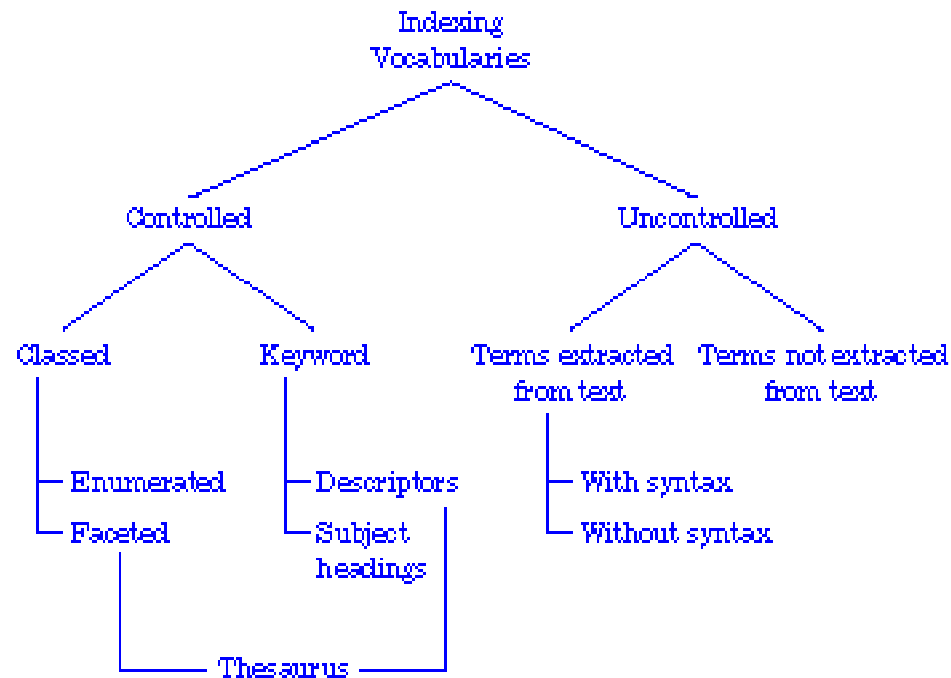 Indexing
Vocabularies
Controlled
Uncontrolled
Classed
Keyword
Terms extracted
from text
Terms not extracted
from text
Enumerated
Faceted
Descriptors
Subject
headings
With syntax
Without syntax
Thesaurus